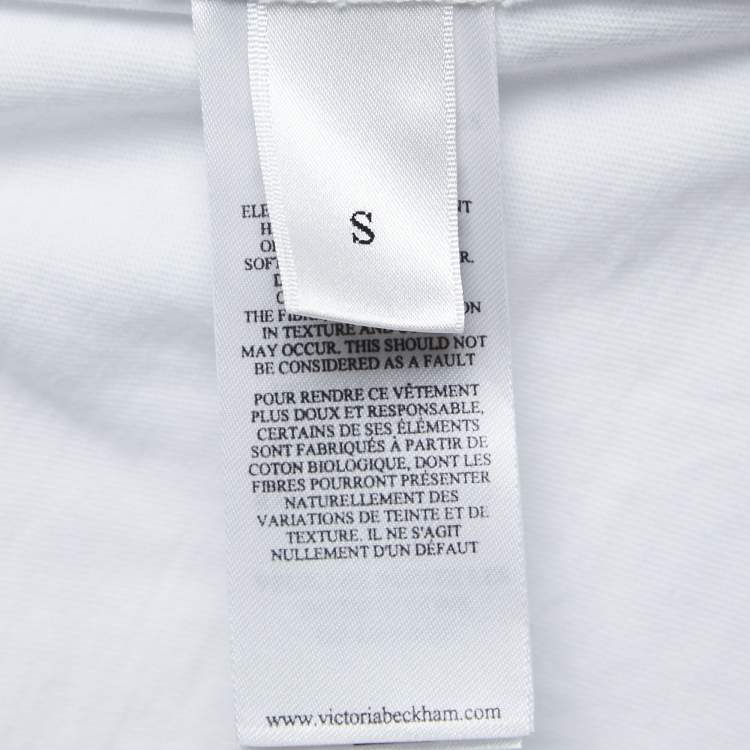 S
THE
IN TEXTURE AND
MAY OCCUR. THIS SHOULD NOT
BE CONSIDERED AS A FAULT
POUR RENDRE CE VÊTEMENT
PLUS DOUX ET RESPONSABLE,
CERTAINS DE SES ÉLÉMENTS
SONT FABRIQUÉS À PARTIR DE
COTON BIOLOGIQUE, DONT LES
FIBRES POURRONT PRÉSENTER
NATURELLEMENT DES
VARIATIONS DE TEINTE ET DE
TEXTURE. IL NE S'AGIT
NULLEMENT D'UN DÉFAUT
www.victoriabeckham.com